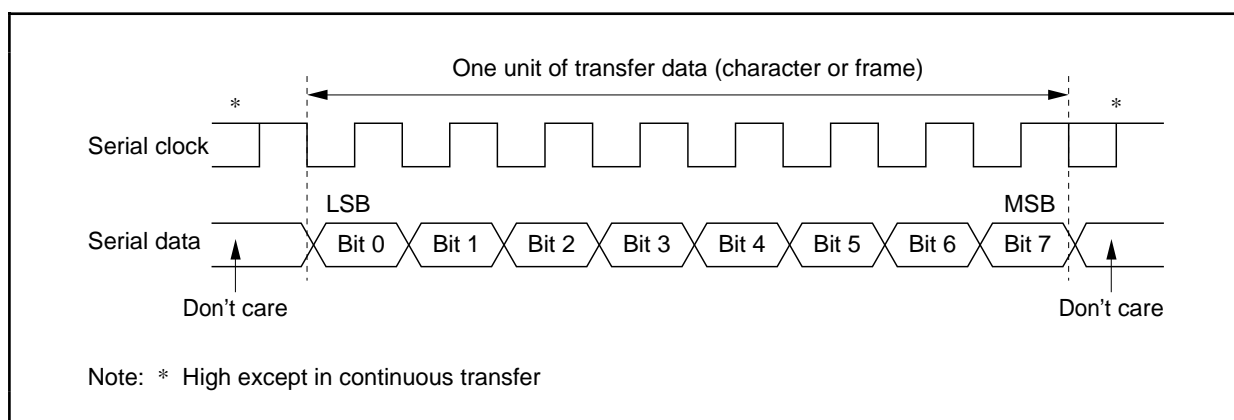 One unit of transfer data (character or frame)
* *
Serial clock
LSB MSB
Serial data Bit 0 Bit 1 Bit 2 Bit 3 Bit 4 Bit 5 Bit 6 Bit 7
Don't care Don't care
Note: * High except in continuous transfer